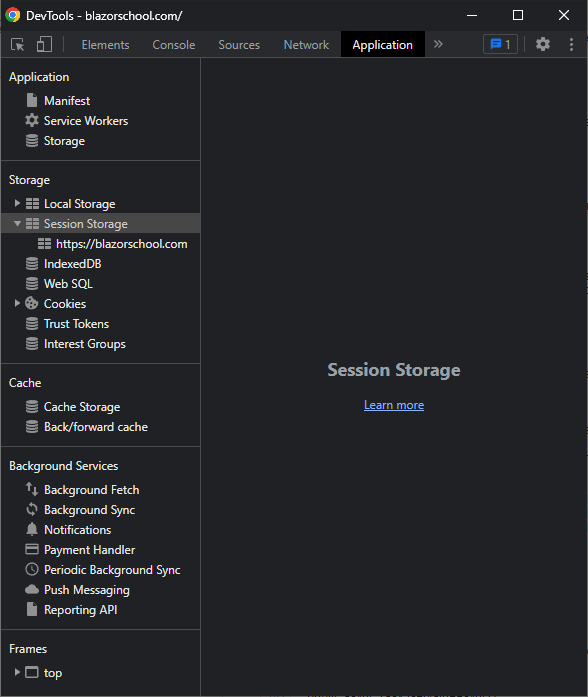 DevTools - blazorschool.com/
Elements Console Sources Network Application 1
Application
Manifest
Service Workers
Storage
Storage
Local Storage
Session Storage
https://blazorschool.com
IndexedDB
Web SQL
Cookies
Trust Tokens
Interest Groups
Cache
Cache Storage
Back/forward cache
Background Services
Background Fetch
Background Sync
Notifications
Payment Handler
Periodic Background Sync
Push Messaging
Reporting API
Frames
top
Session Storage
Learn more